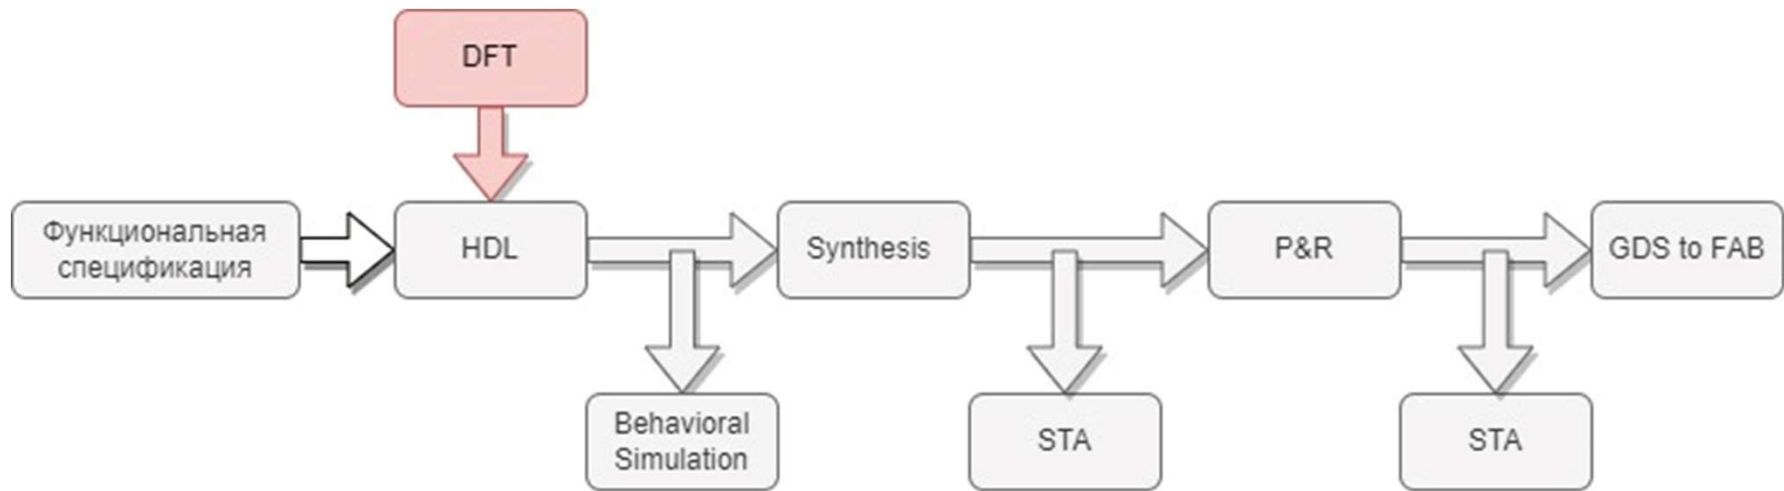 DFT
Функциональная
спецификация
HDL
Synthesis
P&R
GDS to FAB
Behavioral
Simulation
STA
STA